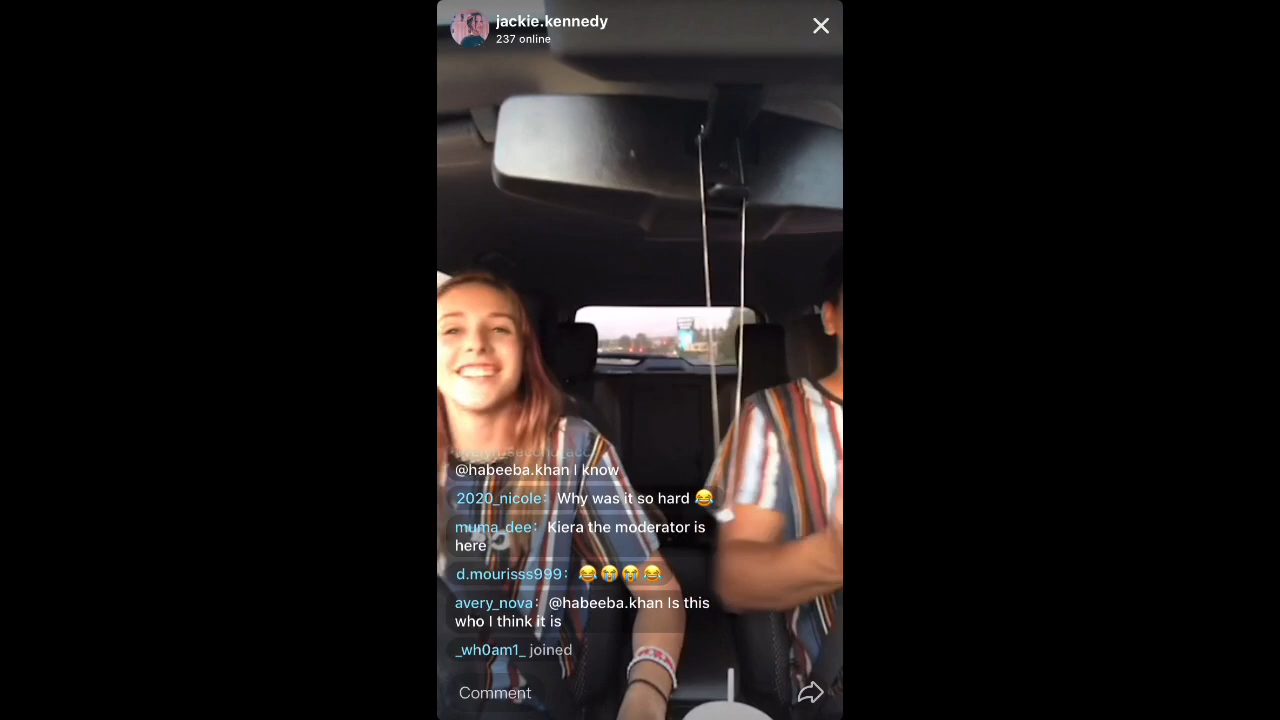 jackie.kennedy
237 online
@habeeba.khan I know
2020_nicole: Why was it so hard 😂
muma_dee: Kiera the moderator is
here
d.mourisss999: 😂😭😭😂
avery_nova: @habeeba.khan Is this
who I think it is
_wh0am1_ joined
Comment